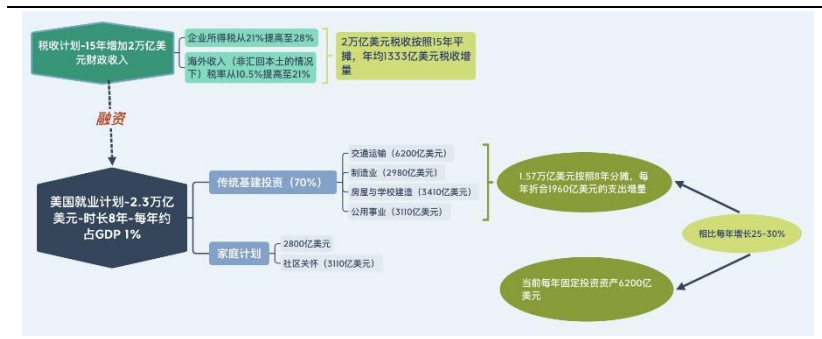 税收计划-15年增加2万亿美
元财政收入
企业所得税从21%提高至28%
海外收入（非汇回本土的情况
下）税率从10.5%提高至21%
2万亿美元税收按照15年平
摊，年均1333亿美元税收增
量
融资
美国就业计划-2.3万亿
美元-时长8年-每年约
占GDP 1%
传统基建投资（70%）
交通运输（6200亿美元）
制造业（2980亿美元）
房屋与学校建造（3410亿美元）
公用事业（3110亿美元）
家庭计划
2800亿美元
社区关怀（3110亿美元）
1.57万亿美元按照8年分摊，每
年折合1960亿美元的支出增量
相比每年增长25-30%
当前每年固定投资资产6200亿
美元